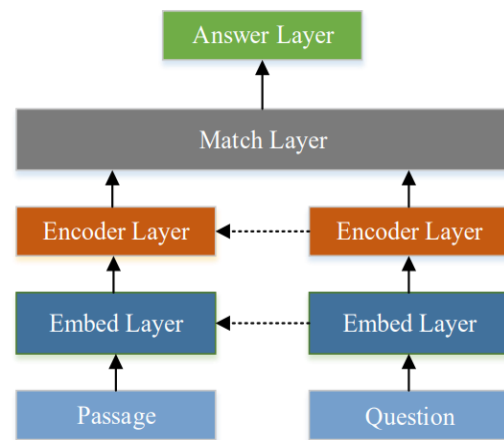 Answer Layer
Match Layer
Encoder Layer
Encoder Layer
Embed Layer
Embed Layer
Passage
Question